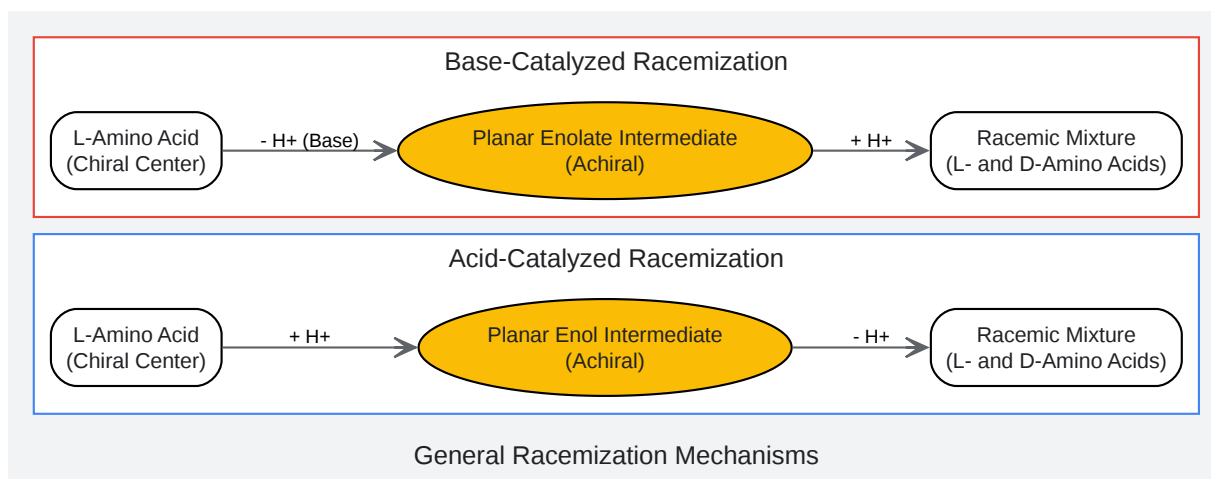 Base-Catalyzed Racemization
L-Amino Acid
(Chiral Center)
- H+ (Base)
Planar Enolate Intermediate
(Achiral)
+ H+
Racemic Mixture
(L- and D-Amino Acids)
Acid-Catalyzed Racemization
L-Amino Acid
(Chiral Center)
+ H+
Planar Enol Intermediate
(Achiral)
- H+
Racemic Mixture
(L- and D-Amino Acids)
General Racemization Mechanisms